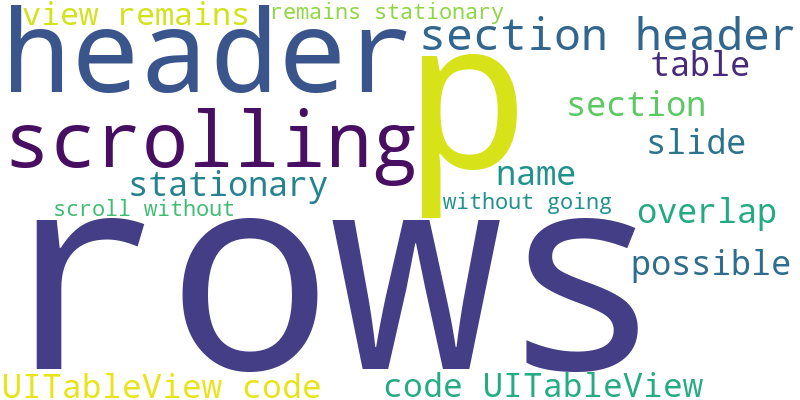 view remains
remains stationary
header
section header
p
table
section
scrolling
slide
name
stationary
without going
scroll without
overlap
rows
possible
UITableView code
code UITableView